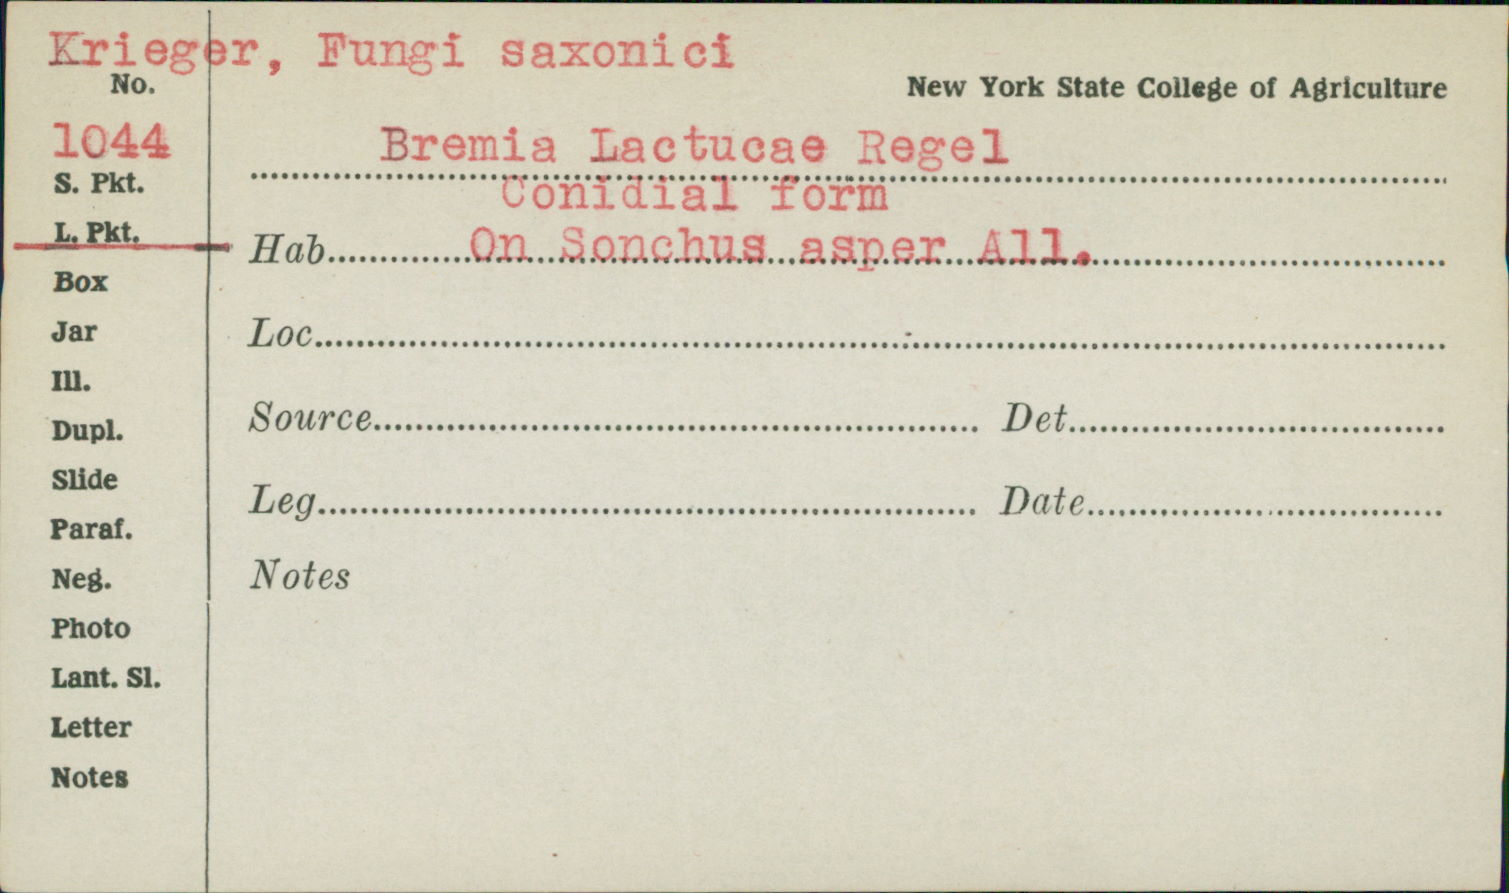 Krieger, Fungi saxonici
No.
New York State College of Agriculture
1044
Bremia Lactucae Regel
S. Pkt.
Conidial form
L. Pkt.
Hab. On Sonchus asper All.
Box
Jar
Loc.
Ill.
Dupl.
Source Det.
Slide
Leg. Date
Paraf.
Neg.
Notes
Photo
Lant. Sl.
Letter
Notes